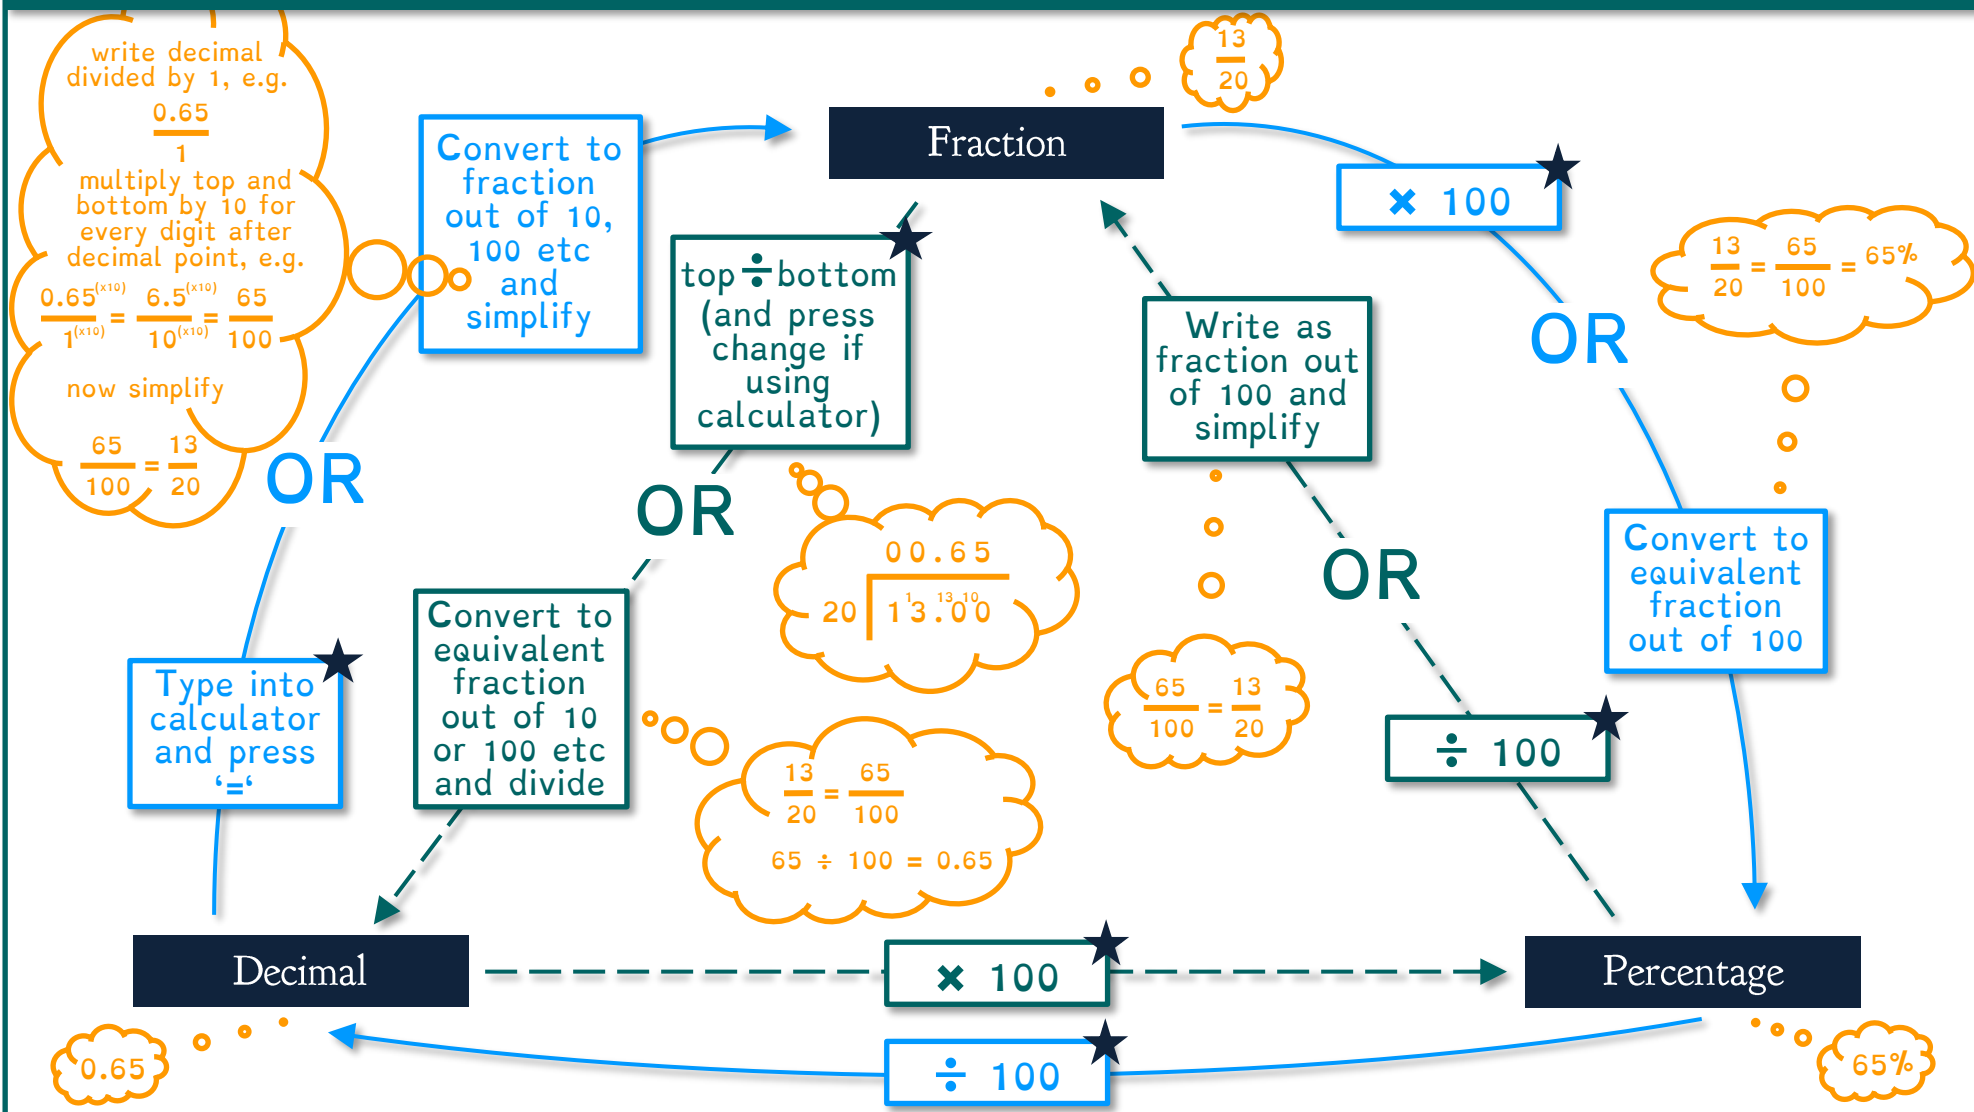 write decimal
divided by 1, e.g.
0.65
1
multiply top and
bottom by 10 for
every digit after
decimal point, e.g.
0.65(x10) = 6.5(x10) = 65
1(x10) 10(x10) 100
now simplify
65 = 13
100 20
Convert to
fraction
out of 10,
100 etc
and
simplify
OR
Type into
calculator
and press
‘=‘
Fraction
13
20
top ÷ bottom
(and press
change if
using
calculator)
OR
Convert to
equivalent
fraction
out of 10
or 100 etc
and divide
00.65
20 13.00
1 13 10
13 = 65
20 100
65 ÷ 100 = 0.65
Write as
fraction out
of 100 and
simplify
OR
÷ 100
65 = 13
100 20
× 100
OR
Convert to
equivalent
fraction
out of 100
13 = 65 = 65%
20 100
Decimal
0.65
× 100
÷ 100
Percentage
65%